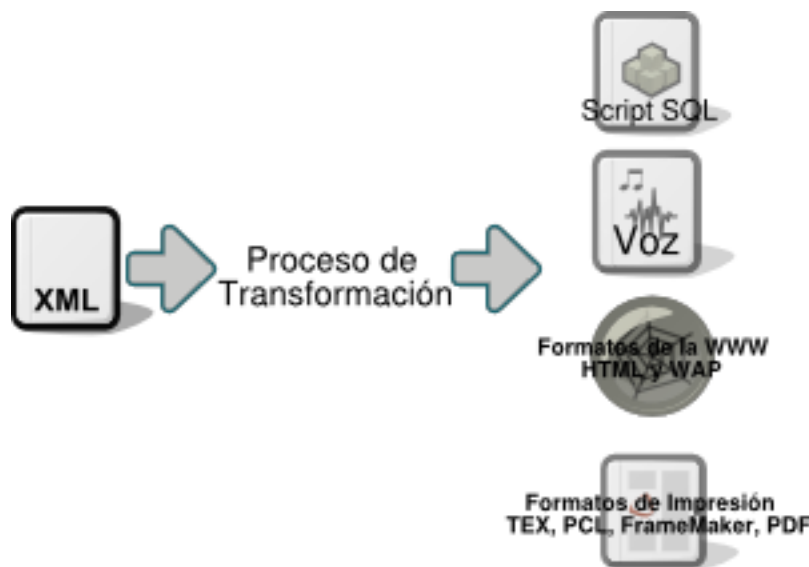 XML
Proceso de
Transformación
Script SQL
Voz
Formatos de la WWW
HTML y WAP
Formatos de Impresión
TEX, PCL, FrameMaker, PDF